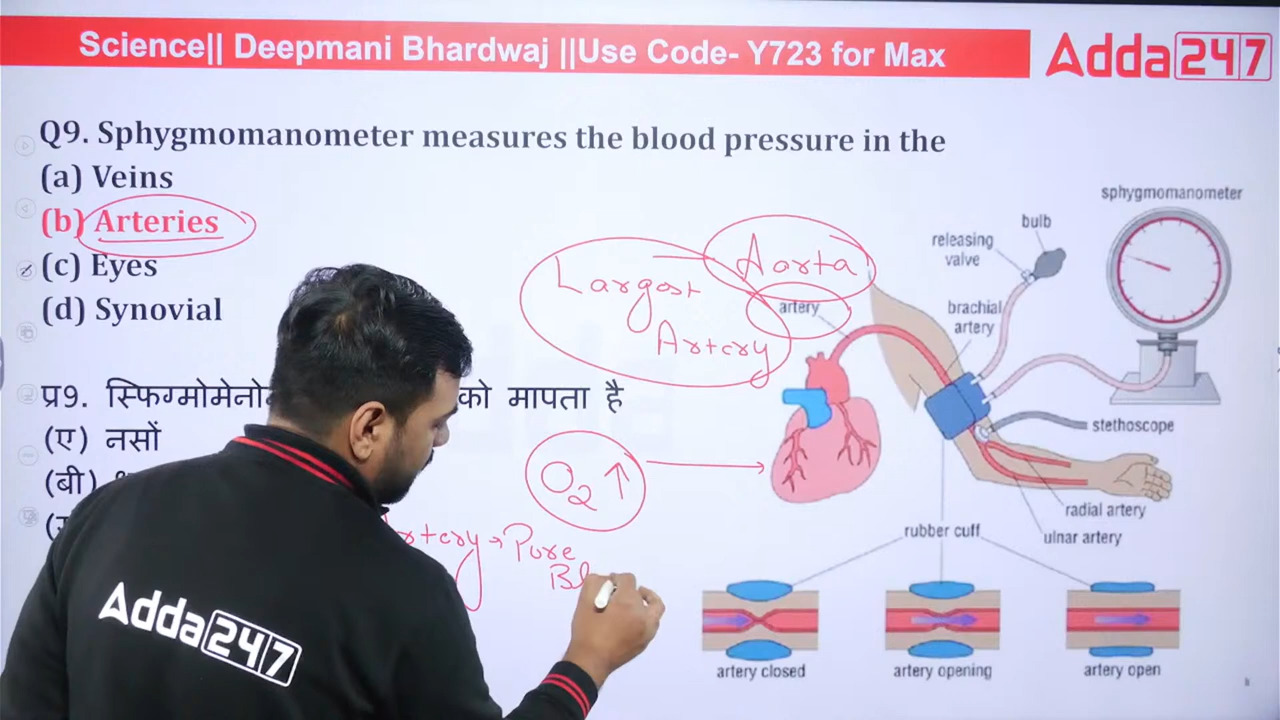 Science|| Deepmani Bhardwaj ||Use Code- Y723 for Max
Adda247
Q9. Sphygmomanometer measures the blood pressure in the
(a) Veins
(b) Arteries
(c) Eyes
(d) Synovial
प्र9. स्फिग्मोमेनो
को मापता है
(ए) नसों
(बी)
Largest
Artery
Aorta
O2 ↑
Artery → Pure
Bl
sphygmomanometer
bulb
releasing
valve
artery
brachial
artery
stethoscope
radial artery
ulnar artery
rubber cuff
artery closed
artery opening
artery open
Adda247